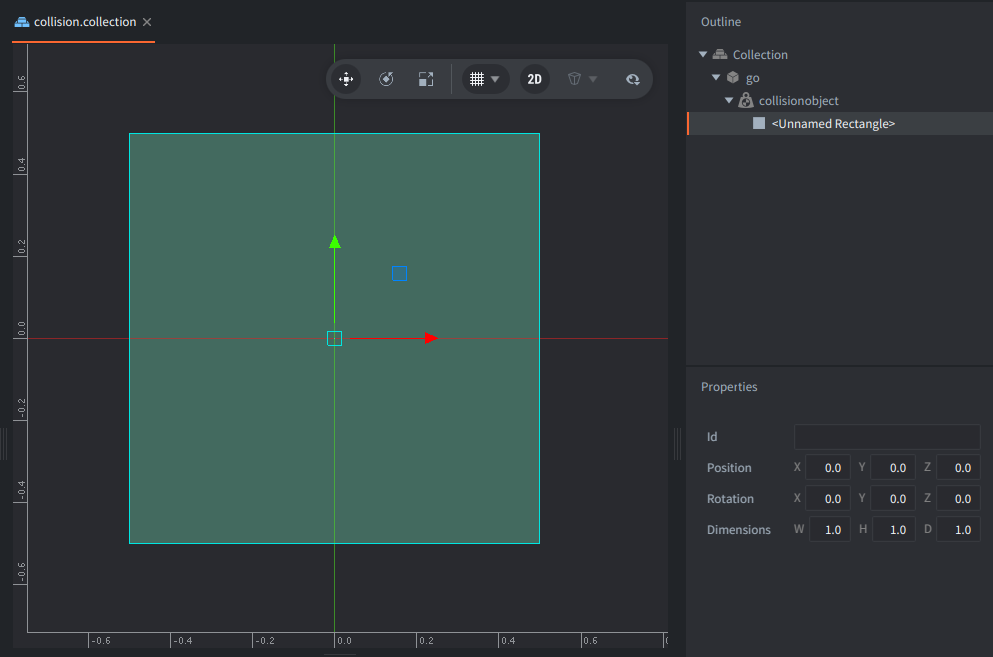 collision.collection
2D
0.6
0.4
0.2
0.0
-0.2
-0.4
-0.6
-0.6 -0.4 -0.2 0.0 0.2 0.4 0.6
Outline
Collection
go
collisionobject
<Unnamed Rectangle>
Properties
Id
Position X 0.0 Y 0.0 Z 0.0
Rotation X 0.0 Y 0.0 Z 0.0
Dimensions W 1.0 H 1.0 D 1.0